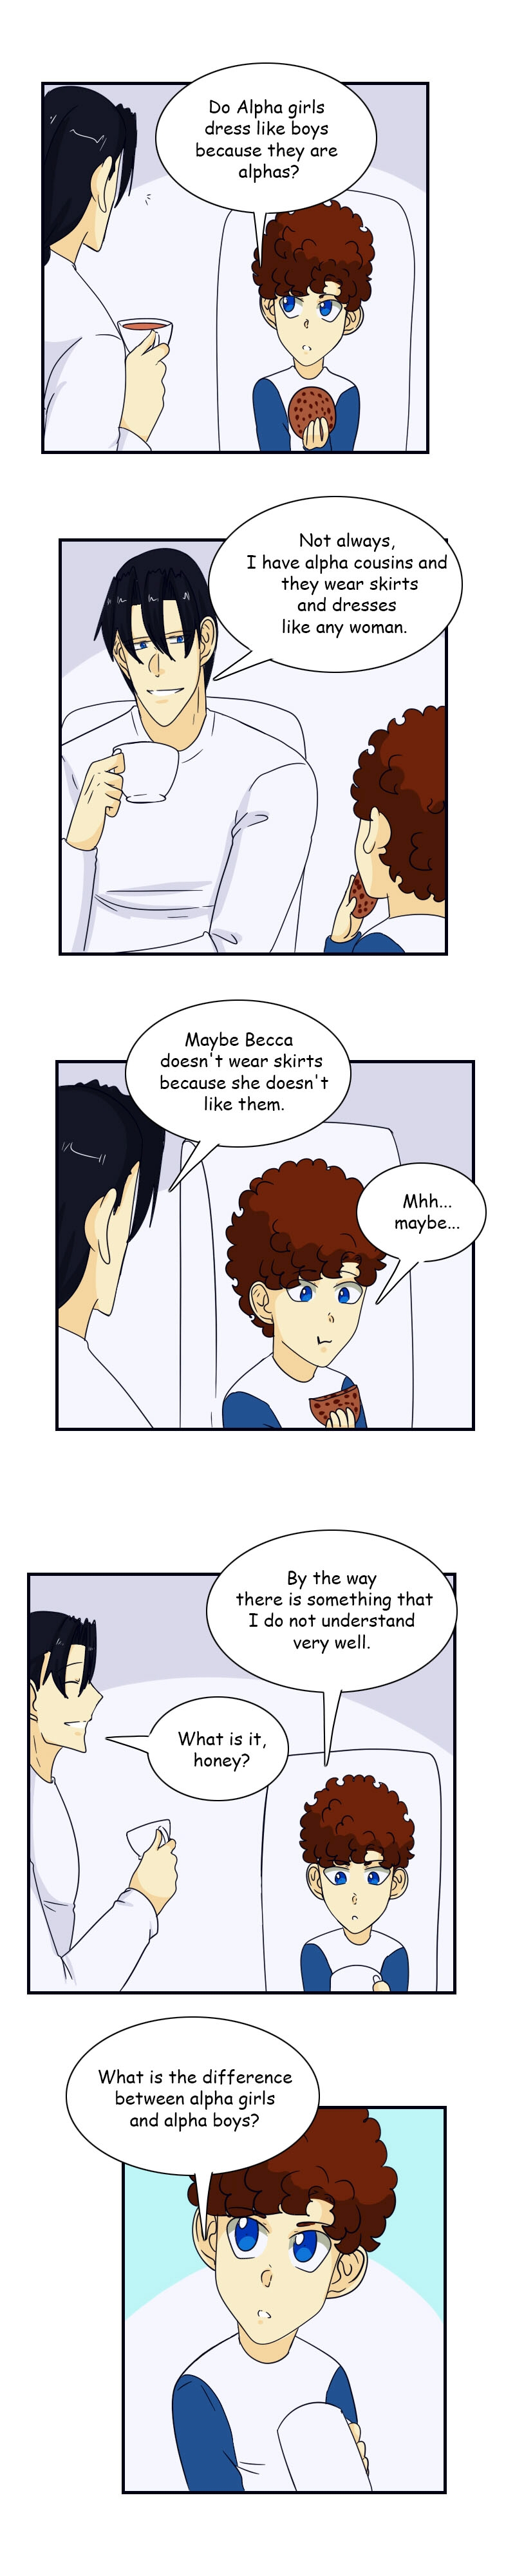 Do Alpha girls
dress like boys
because they are
alphas?
Not always,
I have alpha cousins and
they wear skirts
and dresses
like any woman.
Maybe Becca
doesn't wear skirts
because she doesn't
like them.
Mhh...
maybe...
By the way
there is something that
I do not understand
very well.
What is it,
honey?
What is the difference
between alpha girls
and alpha boys?